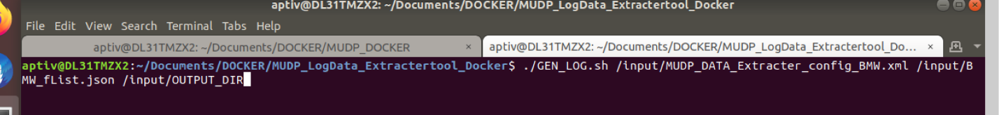 aptiv@DL31TMZX2: ~/Documents/DOCKER/MUDP_LogData_Extractertool_Docker
File Edit View Search Terminal Tabs Help
aptiv@DL31TMZX2: ~/Documents/DOCKER/MUDP_DOCKER × aptiv@DL31TMZX2: ~/Documents/DOCKER/MUDP_LogData_Extractertool_Do... ×
aptiv@DL31TMZX2:~/Documents/DOCKER/MUDP_LogData_Extractertool_Docker$ ./GEN_LOG.sh /input/MUDP_DATA_Extracter_config_BMW.xml /input/B
MW_fList.json /input/OUTPUT_DIR